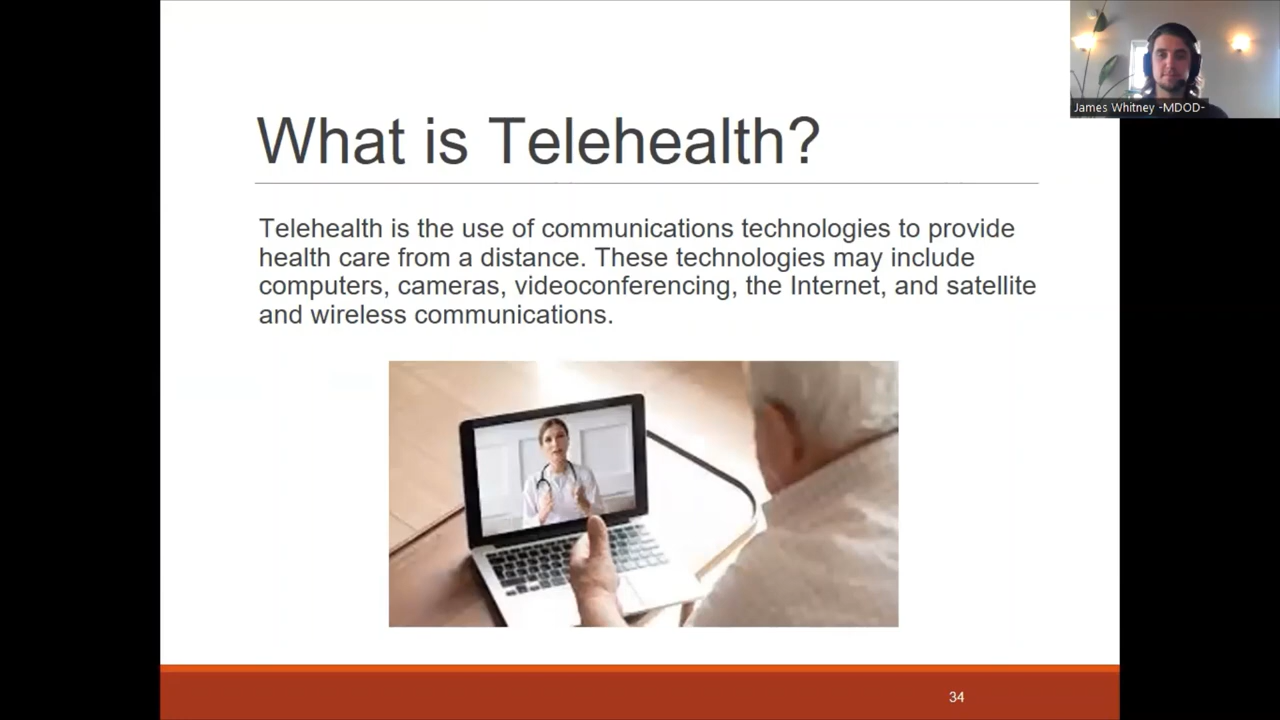 James Whitney -MDOD-
What is Telehealth?
Telehealth is the use of communications technologies to provide
health care from a distance. These technologies may include
computers, cameras, videoconferencing, the Internet, and satellite
and wireless communications.
34